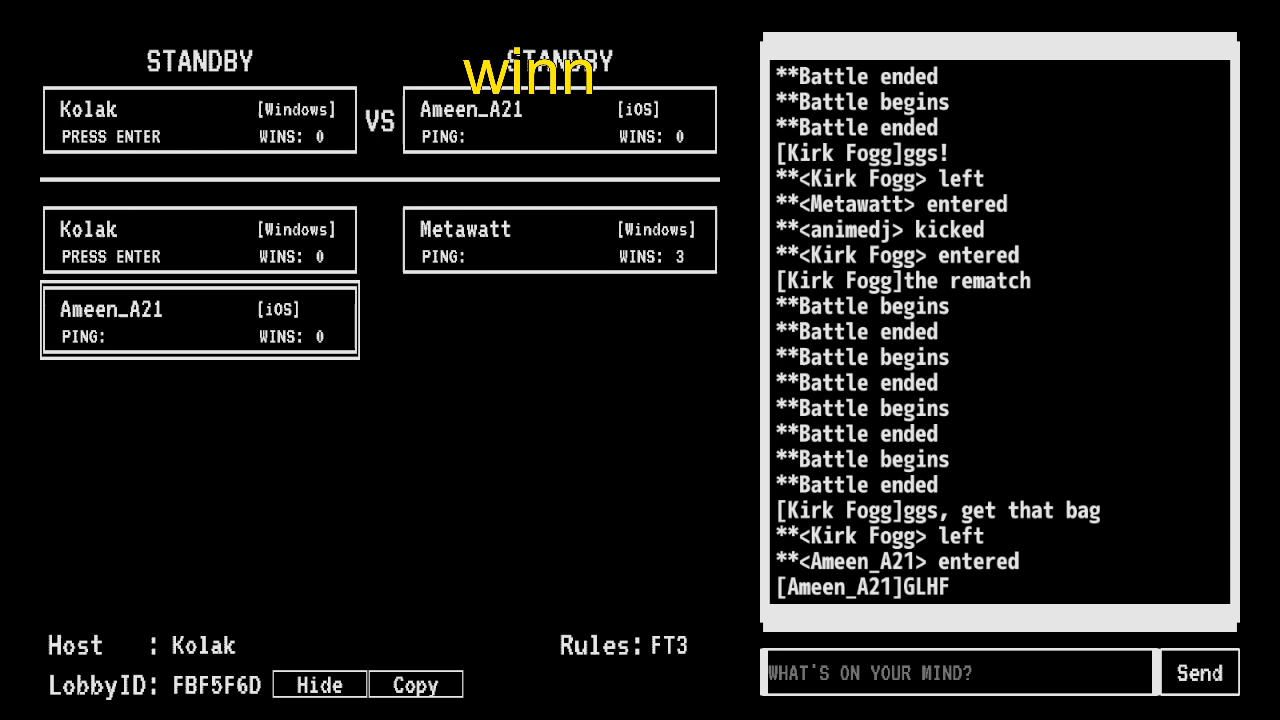 STANDBY
STANDBY
winn
Kolak [Windows]
PRESS ENTER WINS: 0
VS
Ameen_A21 [iOS]
PING: WINS: 0
Kolak [Windows]
PRESS ENTER WINS: 0
Metawatt [Windows]
PING: WINS: 3
Ameen_A21 [iOS]
PING: WINS: 0
Host : Kolak
Rules: FT3
LobbyID: FBF5F6D Hide Copy
**Battle ended
**Battle begins
**Battle ended
[Kirk Fogg]ggs!
**<Kirk Fogg> left
**<Metawatt> entered
**<animedj> kicked
**<Kirk Fogg> entered
[Kirk Fogg]the rematch
**Battle begins
**Battle ended
**Battle begins
**Battle ended
**Battle begins
**Battle ended
**Battle begins
**Battle ended
[Kirk Fogg]ggs, get that bag
**<Kirk Fogg> left
**<Ameen_A21> entered
[Ameen_A21]GLHF
WHAT'S ON YOUR MIND? Send